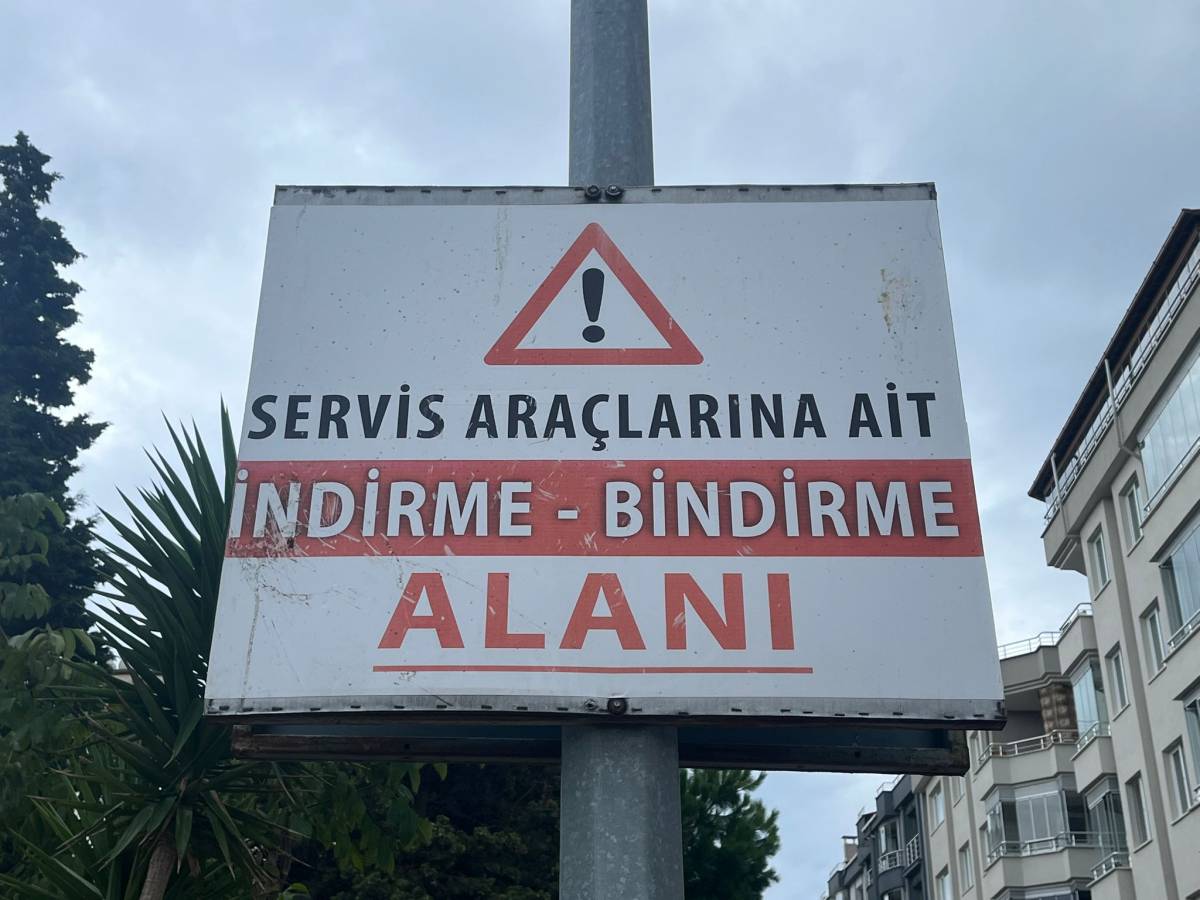 SERVİS ARAÇLARINA AİT
İNDİRME - BİNDİRME
ALANI